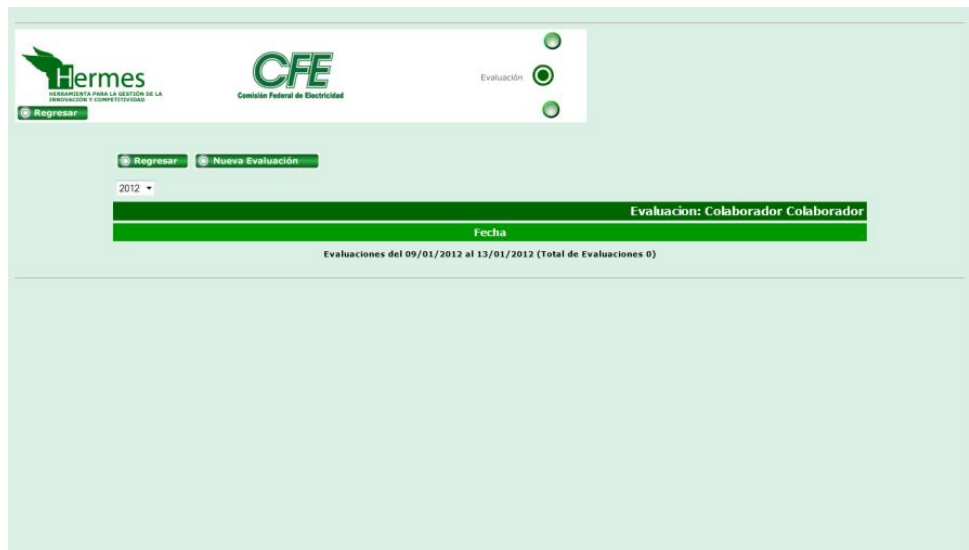 Hermes
HERRAMIENTA PARA LA GESTIÓN DE LA
INNOVACIÓN Y COMPETITIVIDAD
Regresar
CFE
Comisión Federal de Electricidad
Evaluación
Regresar
Nueva Evaluación
2012
Evaluacion: Colaborador Colaborador
Fecha
Evaluaciones del 09/01/2012 al 13/01/2012 (Total de Evaluaciones 0)